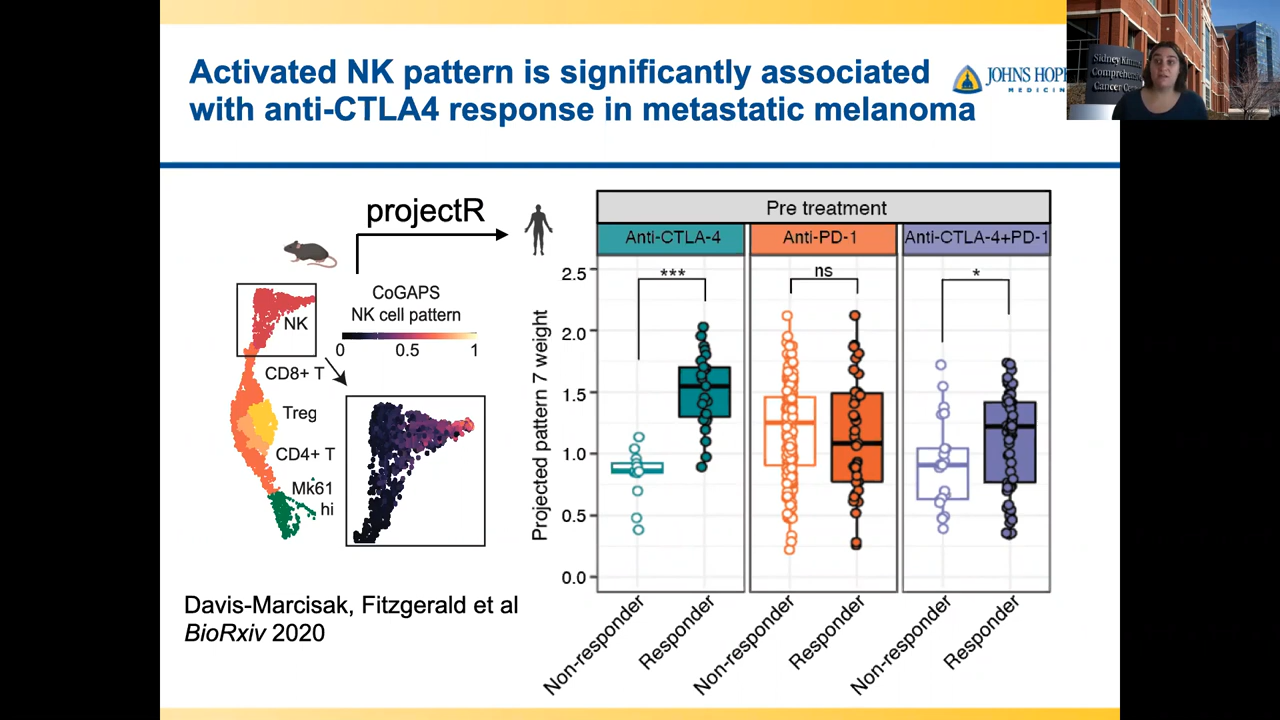 Activated NK pattern is significantly associated
with anti-CTLA4 response in metastatic melanoma
JOHNS
MEDICIN
Sidney
Comprehens
Cancer
projectR
CoGAPS
NK cell pattern
0 0.5 1
NK
CD8+ T
Treg
CD4+ T
Mk61
hi
Davis-Marcisak, Fitzgerald et al
BioRxiv 2020
Pre treatment
Anti-CTLA-4 Anti-PD-1 Anti-CTLA-4+PD-1
*** ns *
Projected pattern 7 weight
2.5
2.0
1.5
1.0
0.5
0.0
Non-responder Responder Non-responder Responder Non-responder Responder